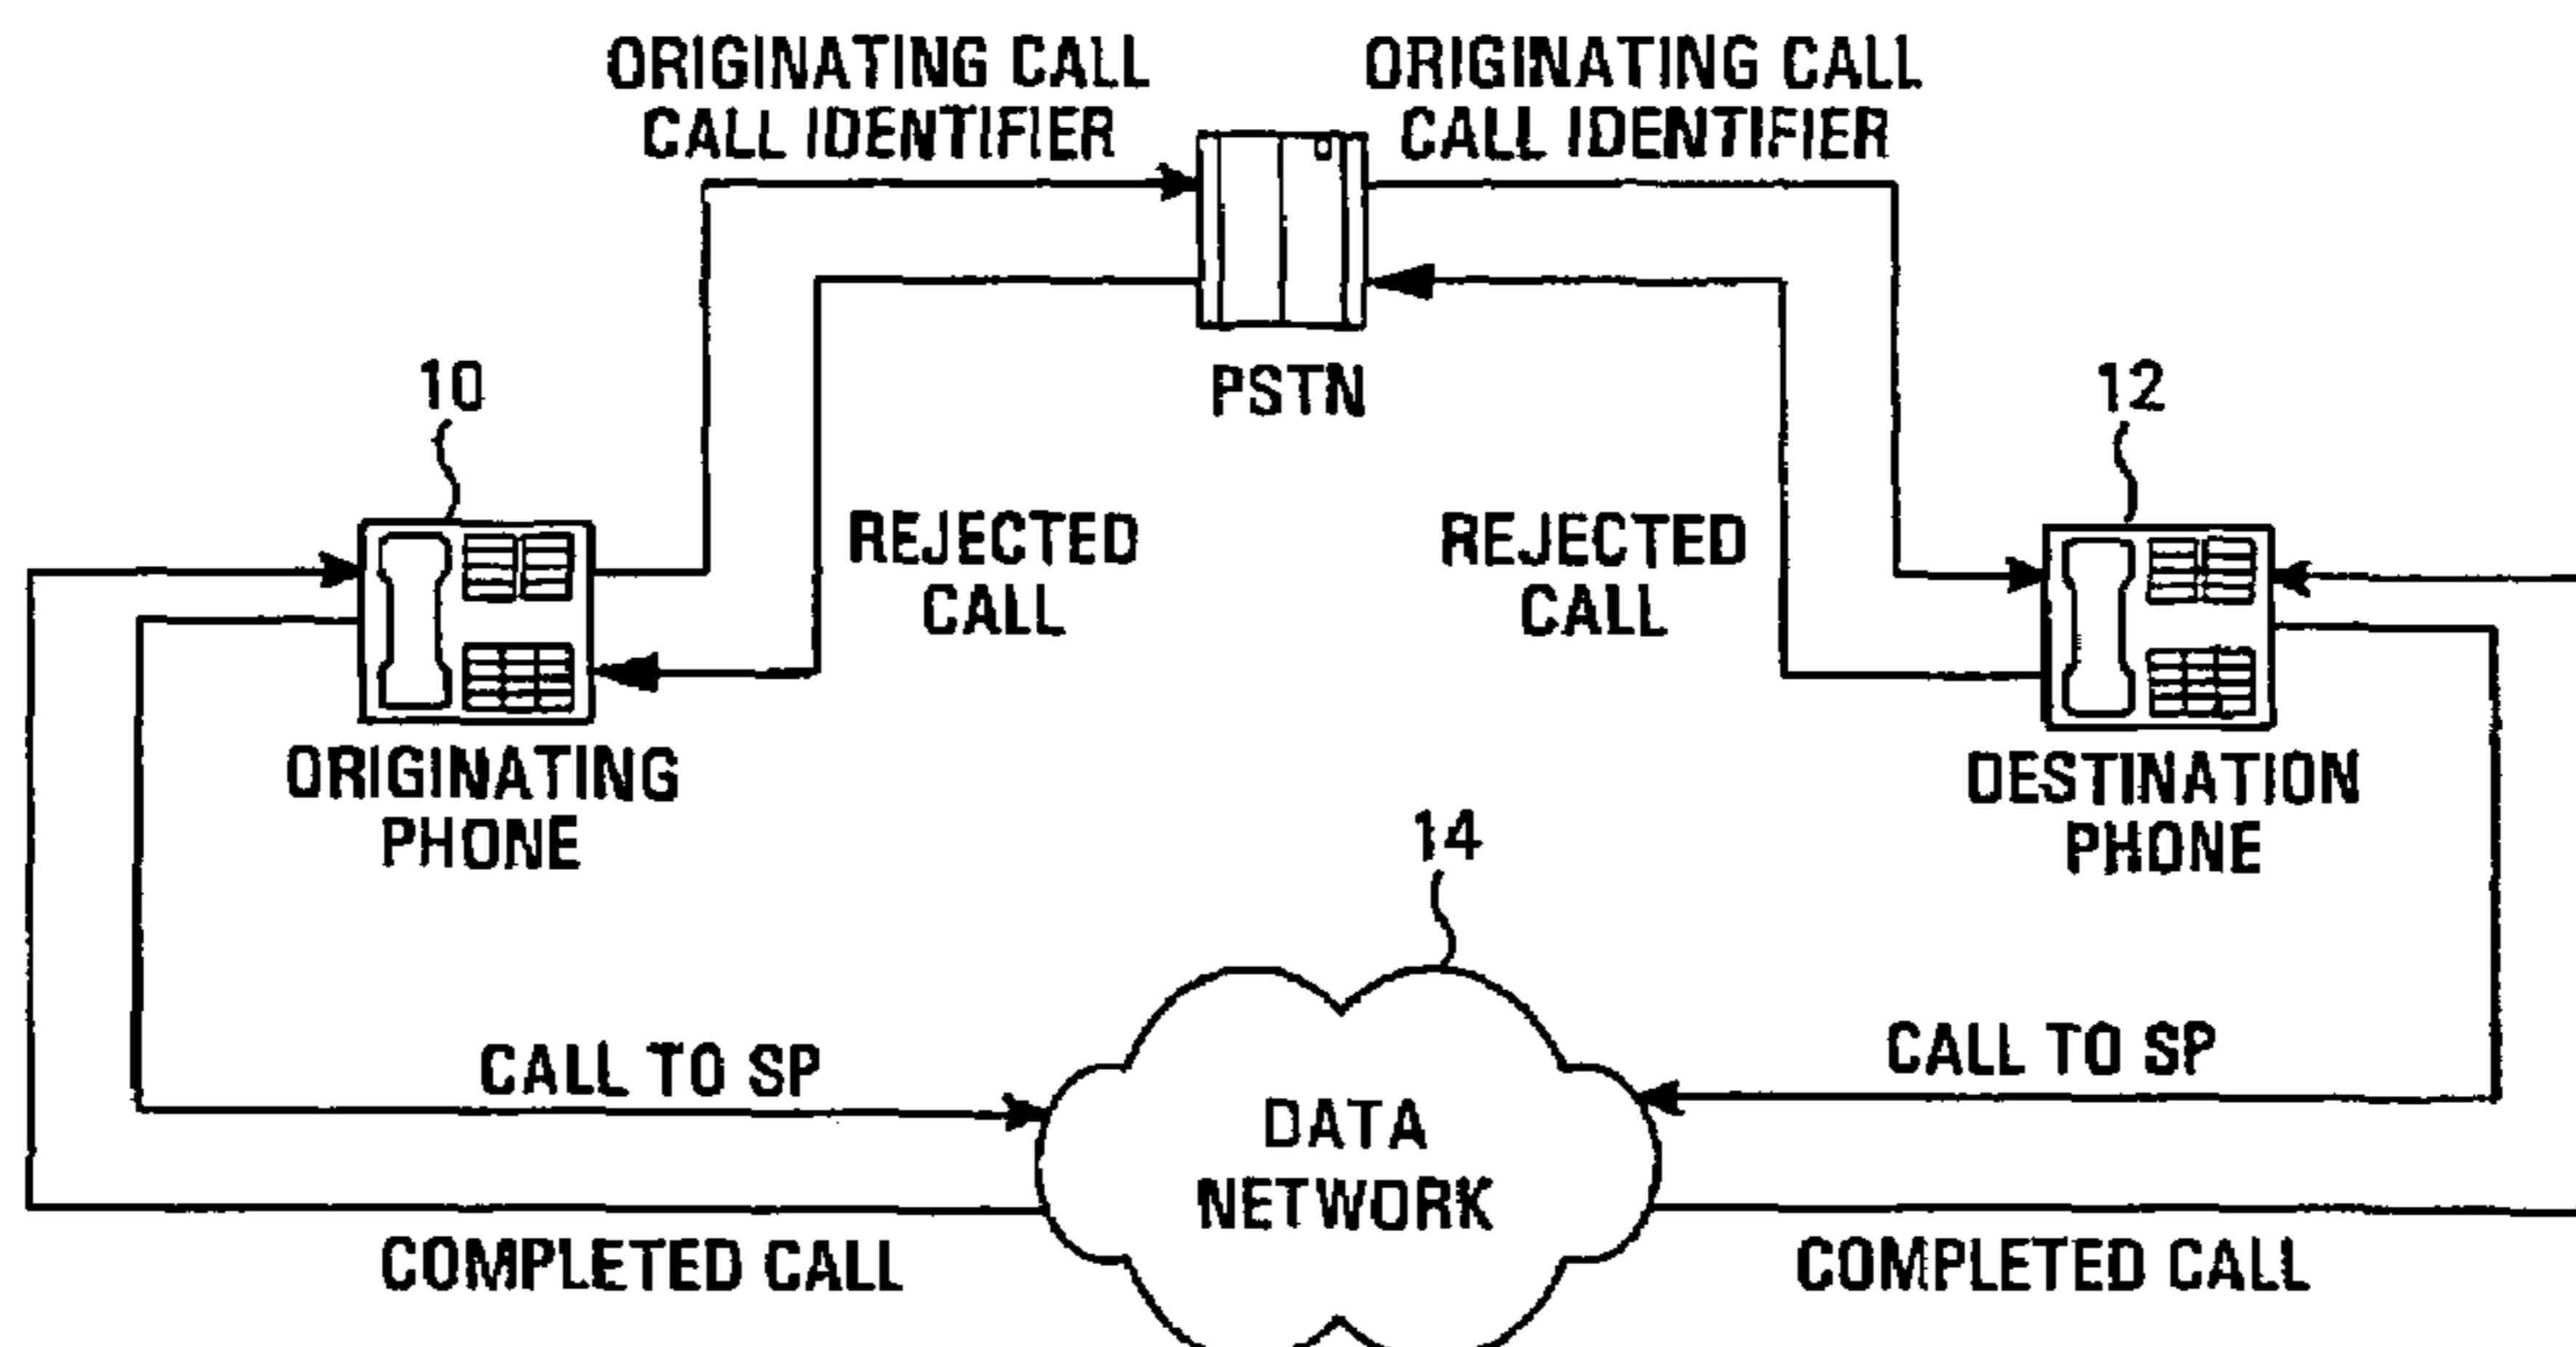 ORIGINATING CALL
CALL IDENTIFIER
ORIGINATING CALL
CALL IDENTIFIER
PSTN
10
12
REJECTED
CALL
REJECTED
CALL
ORIGINATING
PHONE
DESTINATION
PHONE
14
CALL TO SP
CALL TO SP
DATA
NETWORK
COMPLETED CALL
COMPLETED CALL